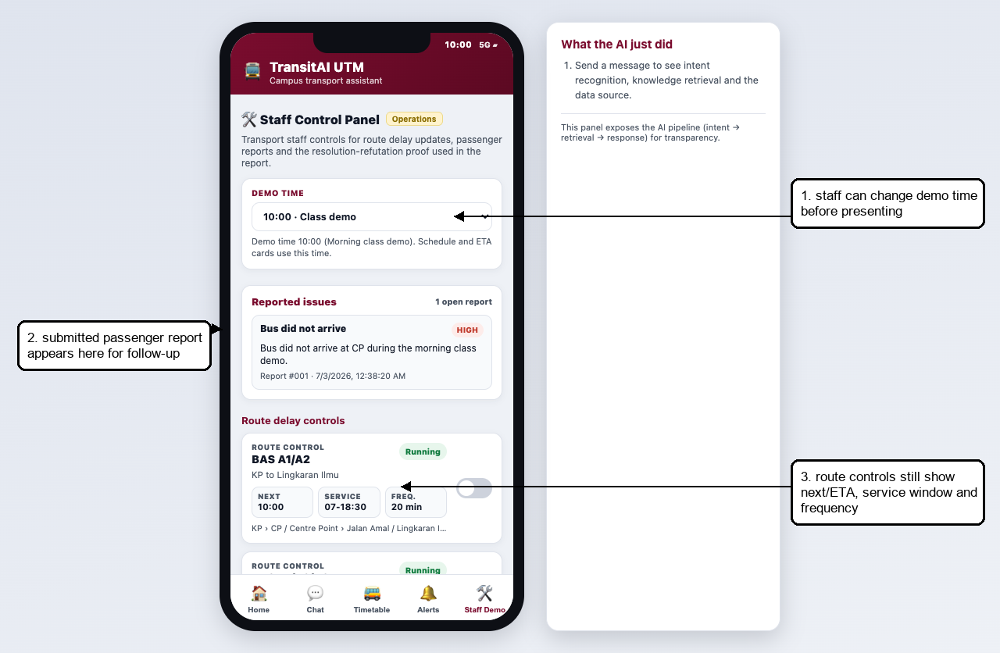 10:00 5G
TransitAI UTM
Campus transport assistant
Staff Control Panel
Operations
Transport staff controls for route delay updates, passenger
reports and the resolution-refutation proof used in the
report.
DEMO TIME
10:00 · Class demo
Demo time 10:00 (Morning class demo). Schedule and ETA
cards use this time.
Reported issues
1 open report
Bus did not arrive
HIGH
Bus did not arrive at CP during the morning class
demo.
Report #001 · 7/3/2026, 12:38:20 AM
Route delay controls
ROUTE CONTROL
Running
BAS A1/A2
KP to Lingkaran Ilmu
NEXT
10:00
SERVICE
07-18:30
FREQ.
20 min
KP › CP / Centre Point › Jalan Amal / Lingkaran I...
ROUTE CONTROL
Running
Home
Chat
Timetable
Alerts
Staff Demo
What the AI just did
1. Send a message to see intent
recognition, knowledge retrieval and the
data source.
This panel exposes the AI pipeline (intent →
retrieval → response) for transparency.
1. staff can change demo time
before presenting
2. submitted passenger report
appears here for follow-up
3. route controls still show
next/ETA, service window and
frequency